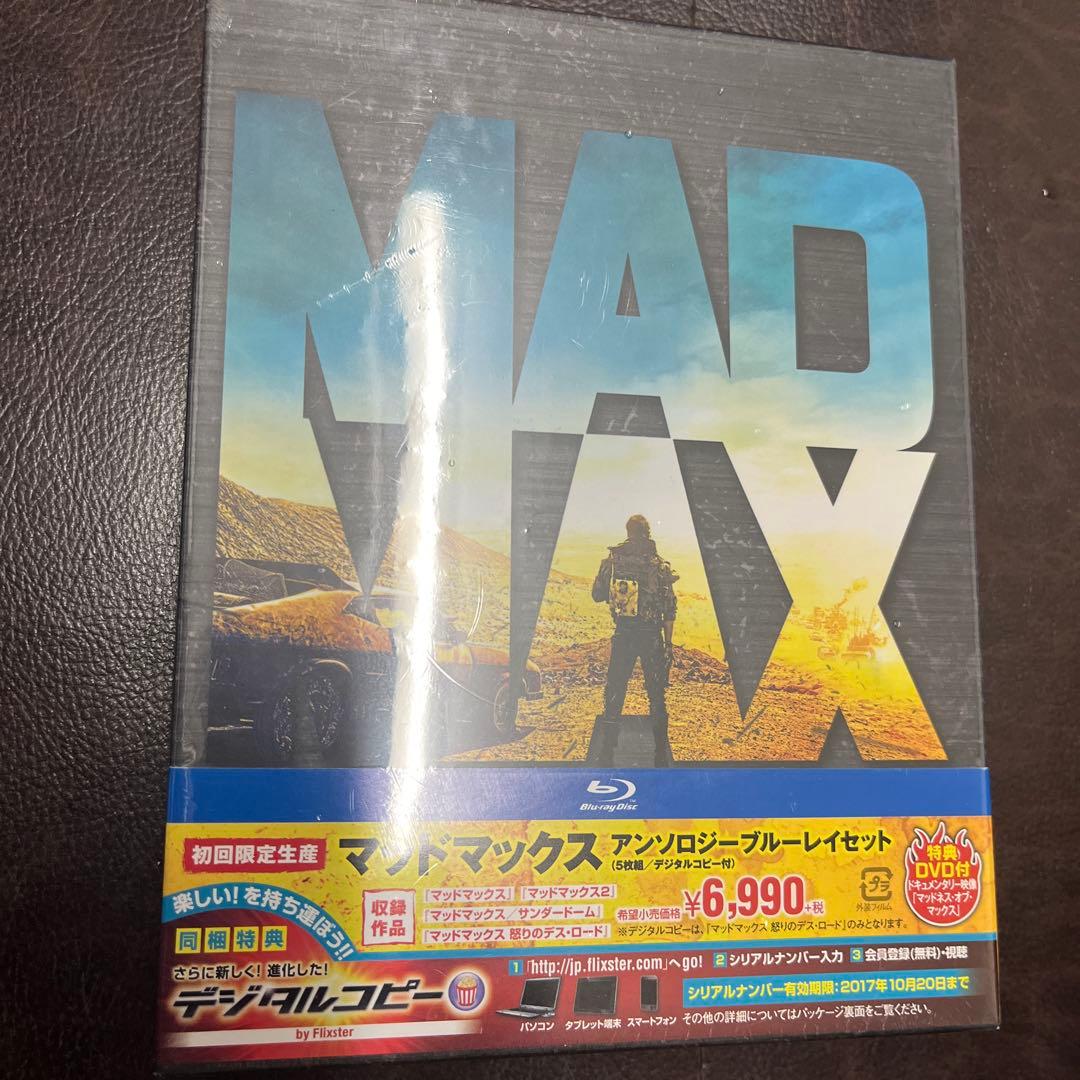 MAD
MAX
Blu-ray Disc™
初回限定生産
マッドマックス アンソロジーブルーレイセット
(5枚組/デジタルコピー付)
収録
作品
『マッドマックス』『マッドマックス2』
『マッドマックス/サンダードーム』
『マッドマックス 怒りのデス・ロード』
希望小売価格 ¥6,990+税
※デジタルコピーは、『マッドマックス 怒りのデス・ロード』のみとなります。
プラ
外装フィルム
特典
DVD付
ドキュメンタリー映像
「マッドネス・オブ・
マックス」
楽しい!を持ち運ぼう!!
同梱特典
さらに新しく!進化した!
デジタルコピー
by Flixster
1 「http://jp.flixster.com」へgo! 2 シリアルナンバー入力 3 会員登録(無料)・視聴
パソコン タブレット端末 スマートフォン
シリアルナンバー有効期限:2017年10月20日まで
その他の詳細についてはパッケージ裏面をご覧ください。